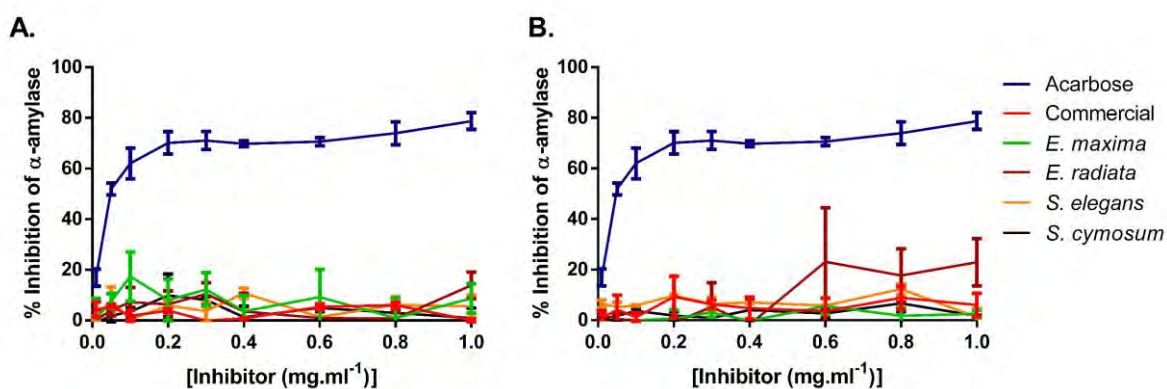 A.
% Inhibition of α-amylase
100
80
60
40
20
0
0.0 0.2 0.4 0.6 0.8 1.0
[Inhibitor (mg.ml⁻¹)]
B.
% Inhibition of α-amylase
100
80
60
40
20
0
0.0 0.2 0.4 0.6 0.8 1.0
[Inhibitor (mg.ml⁻¹)]
Acarbose
Commercial
E. maxima
E. radiata
S. elegans
S. cymosum